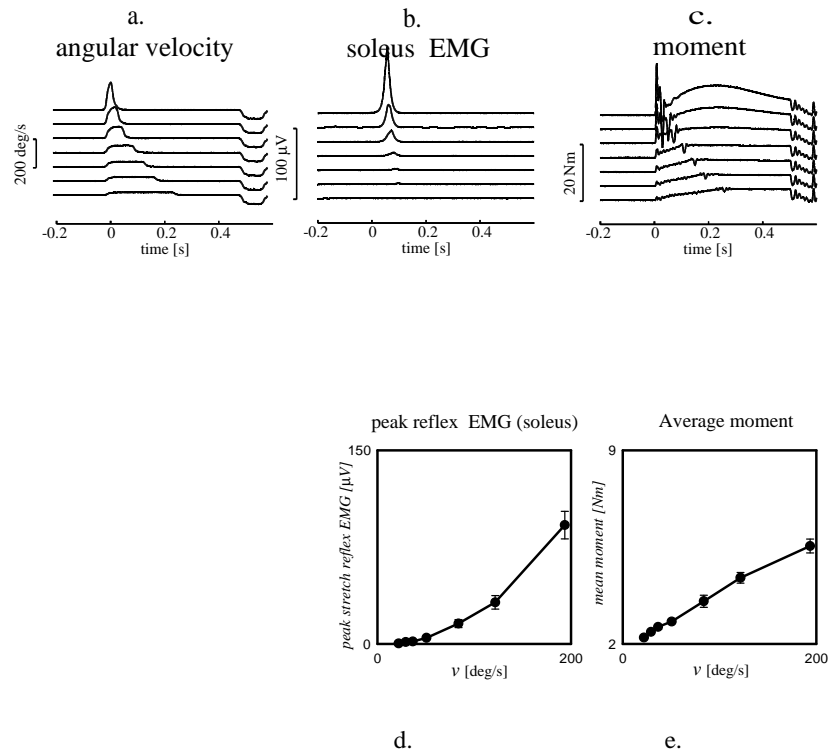 a.
angular velocity
200 deg/s
-0.2 0 0.2 0.4
time [s]
b.
soleus EMG
100 µV
-0.2 0 0.2 0.4
time [s]
c.
moment
20 Nm
-0.2 0 0.2 0.4
time [s]
peak reflex EMG (soleus)
peak stretch reflex EMG [µV]
150
0
0 200
v [deg/s]
Average moment
mean moment [Nm]
9
2
0 200
v [deg/s]
d.
e.